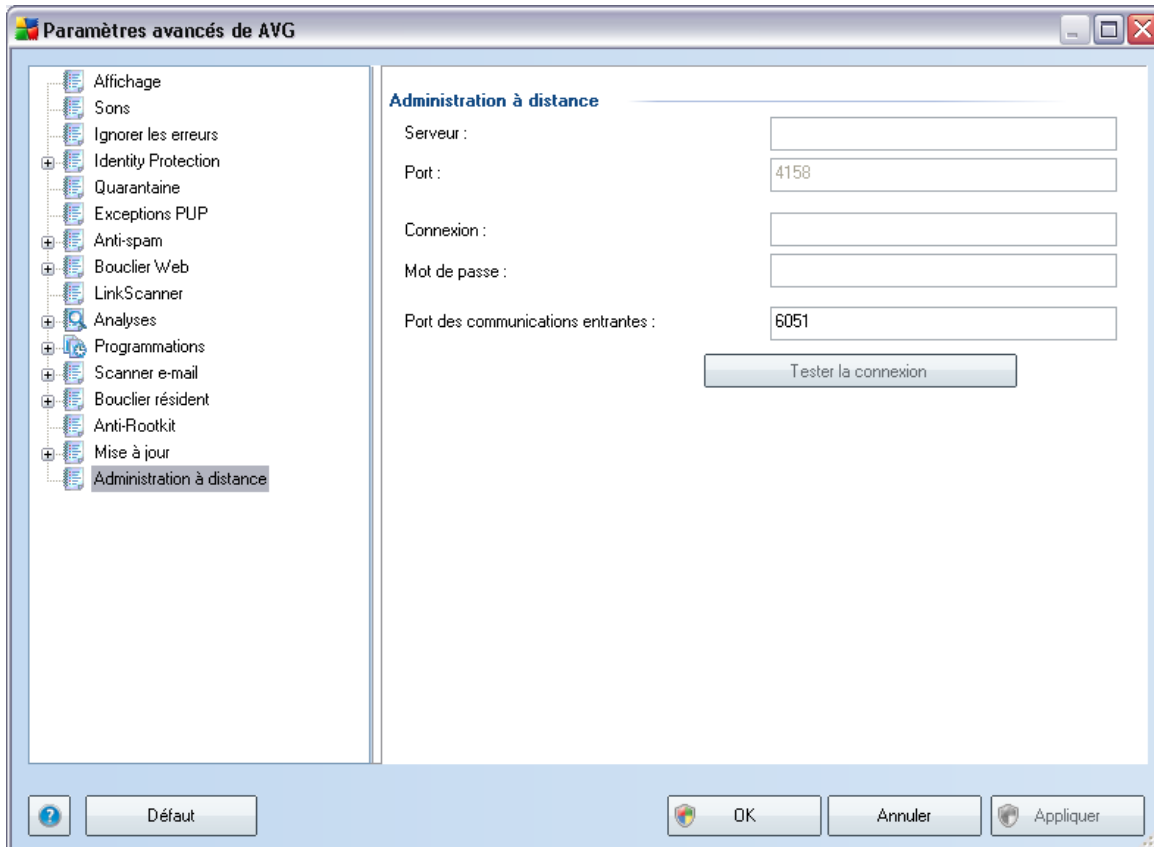 Paramètres avancés de AVG
Affichage
Sons
Ignorer les erreurs
Identity Protection
Quarantaine
Exceptions PUP
Anti-spam
Bouclier Web
LinkScanner
Analyses
Programmations
Scanner e-mail
Bouclier résident
Anti-Rootkit
Mise à jour
Administration à distance
Administration à distance
Serveur :
Port : 4158
Connexion :
Mot de passe :
Port des communications entrantes : 6051
Tester la connexion
Défaut OK Annuler Appliquer